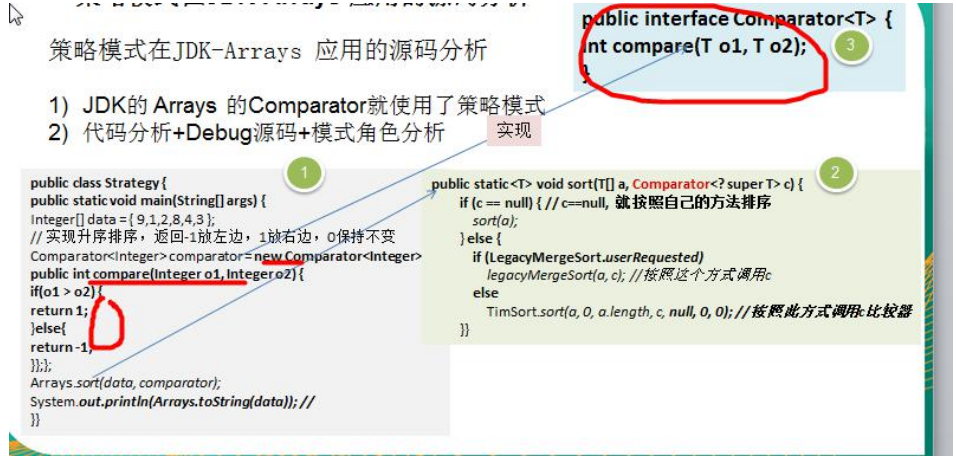 策略模式在JDK-Arrays 应用的源码分析
1) JDK的 Arrays 的Comparator就使用了策略模式
2) 代码分析+Debug源码+模式角色分析
实现
public interface Comparator<T> {
int compare(T o1, T o2);
}
3
1
public class Strategy {
public static void main(String[] args) {
Integer[] data = { 9,1,2,8,4,3 };
// 实现升序排序，返回-1放左边，1放右边，0保持不变
Comparator<Integer> comparator = new Comparator<Integer>
public int compare(Integer o1, Integer o2) {
if(o1 > o2) {
return 1;
}else{
return -1;
}};};
Arrays.sort(data, comparator);
System.out.println(Arrays.toString(data)); //
}}
2
public static <T> void sort(T[] a, Comparator<? super T> c) {
if (c == null) { // c==null, 就按照自己的方法排序
sort(a);
} else {
if (LegacyMergeSort.userRequested)
legacyMergeSort(a, c); //按照这个方式调用c
else
TimSort.sort(a, 0, a.length, c, null, 0, 0); //按照此方式调用c比较器
}}